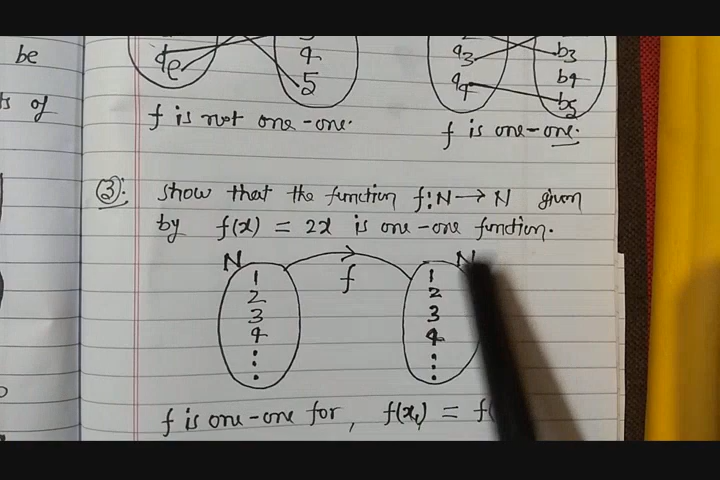 be
ts of
de
4
5
a3
a4
b3
b4
b5
f is not one-one.
f is one-one.
③: Show that the function f:N→N given
by f(x) = 2x is one-one function.
N
f
N
1
2
3
4
1
2
3
4
f is one-one for, f(x₁) = f(